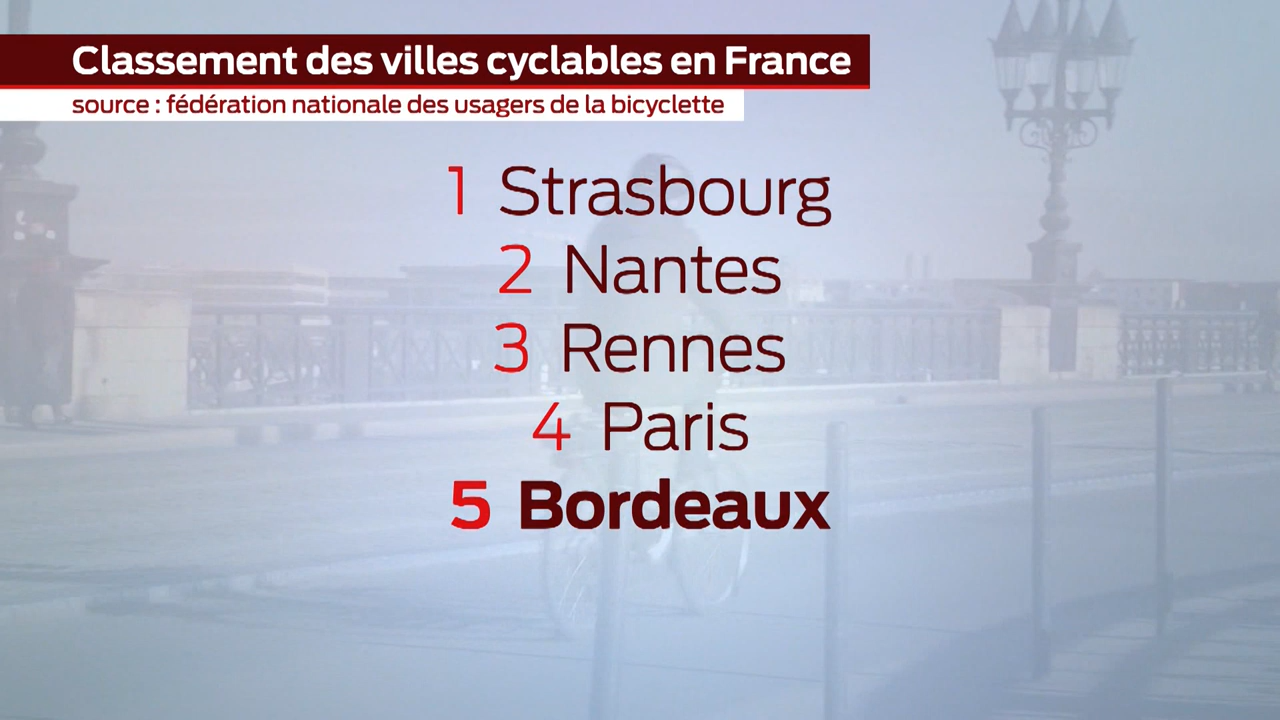 Classement des villes cyclables en France
source : fédération nationale des usagers de la bicyclette
1 Strasbourg
2 Nantes
3 Rennes
4 Paris
5 Bordeaux